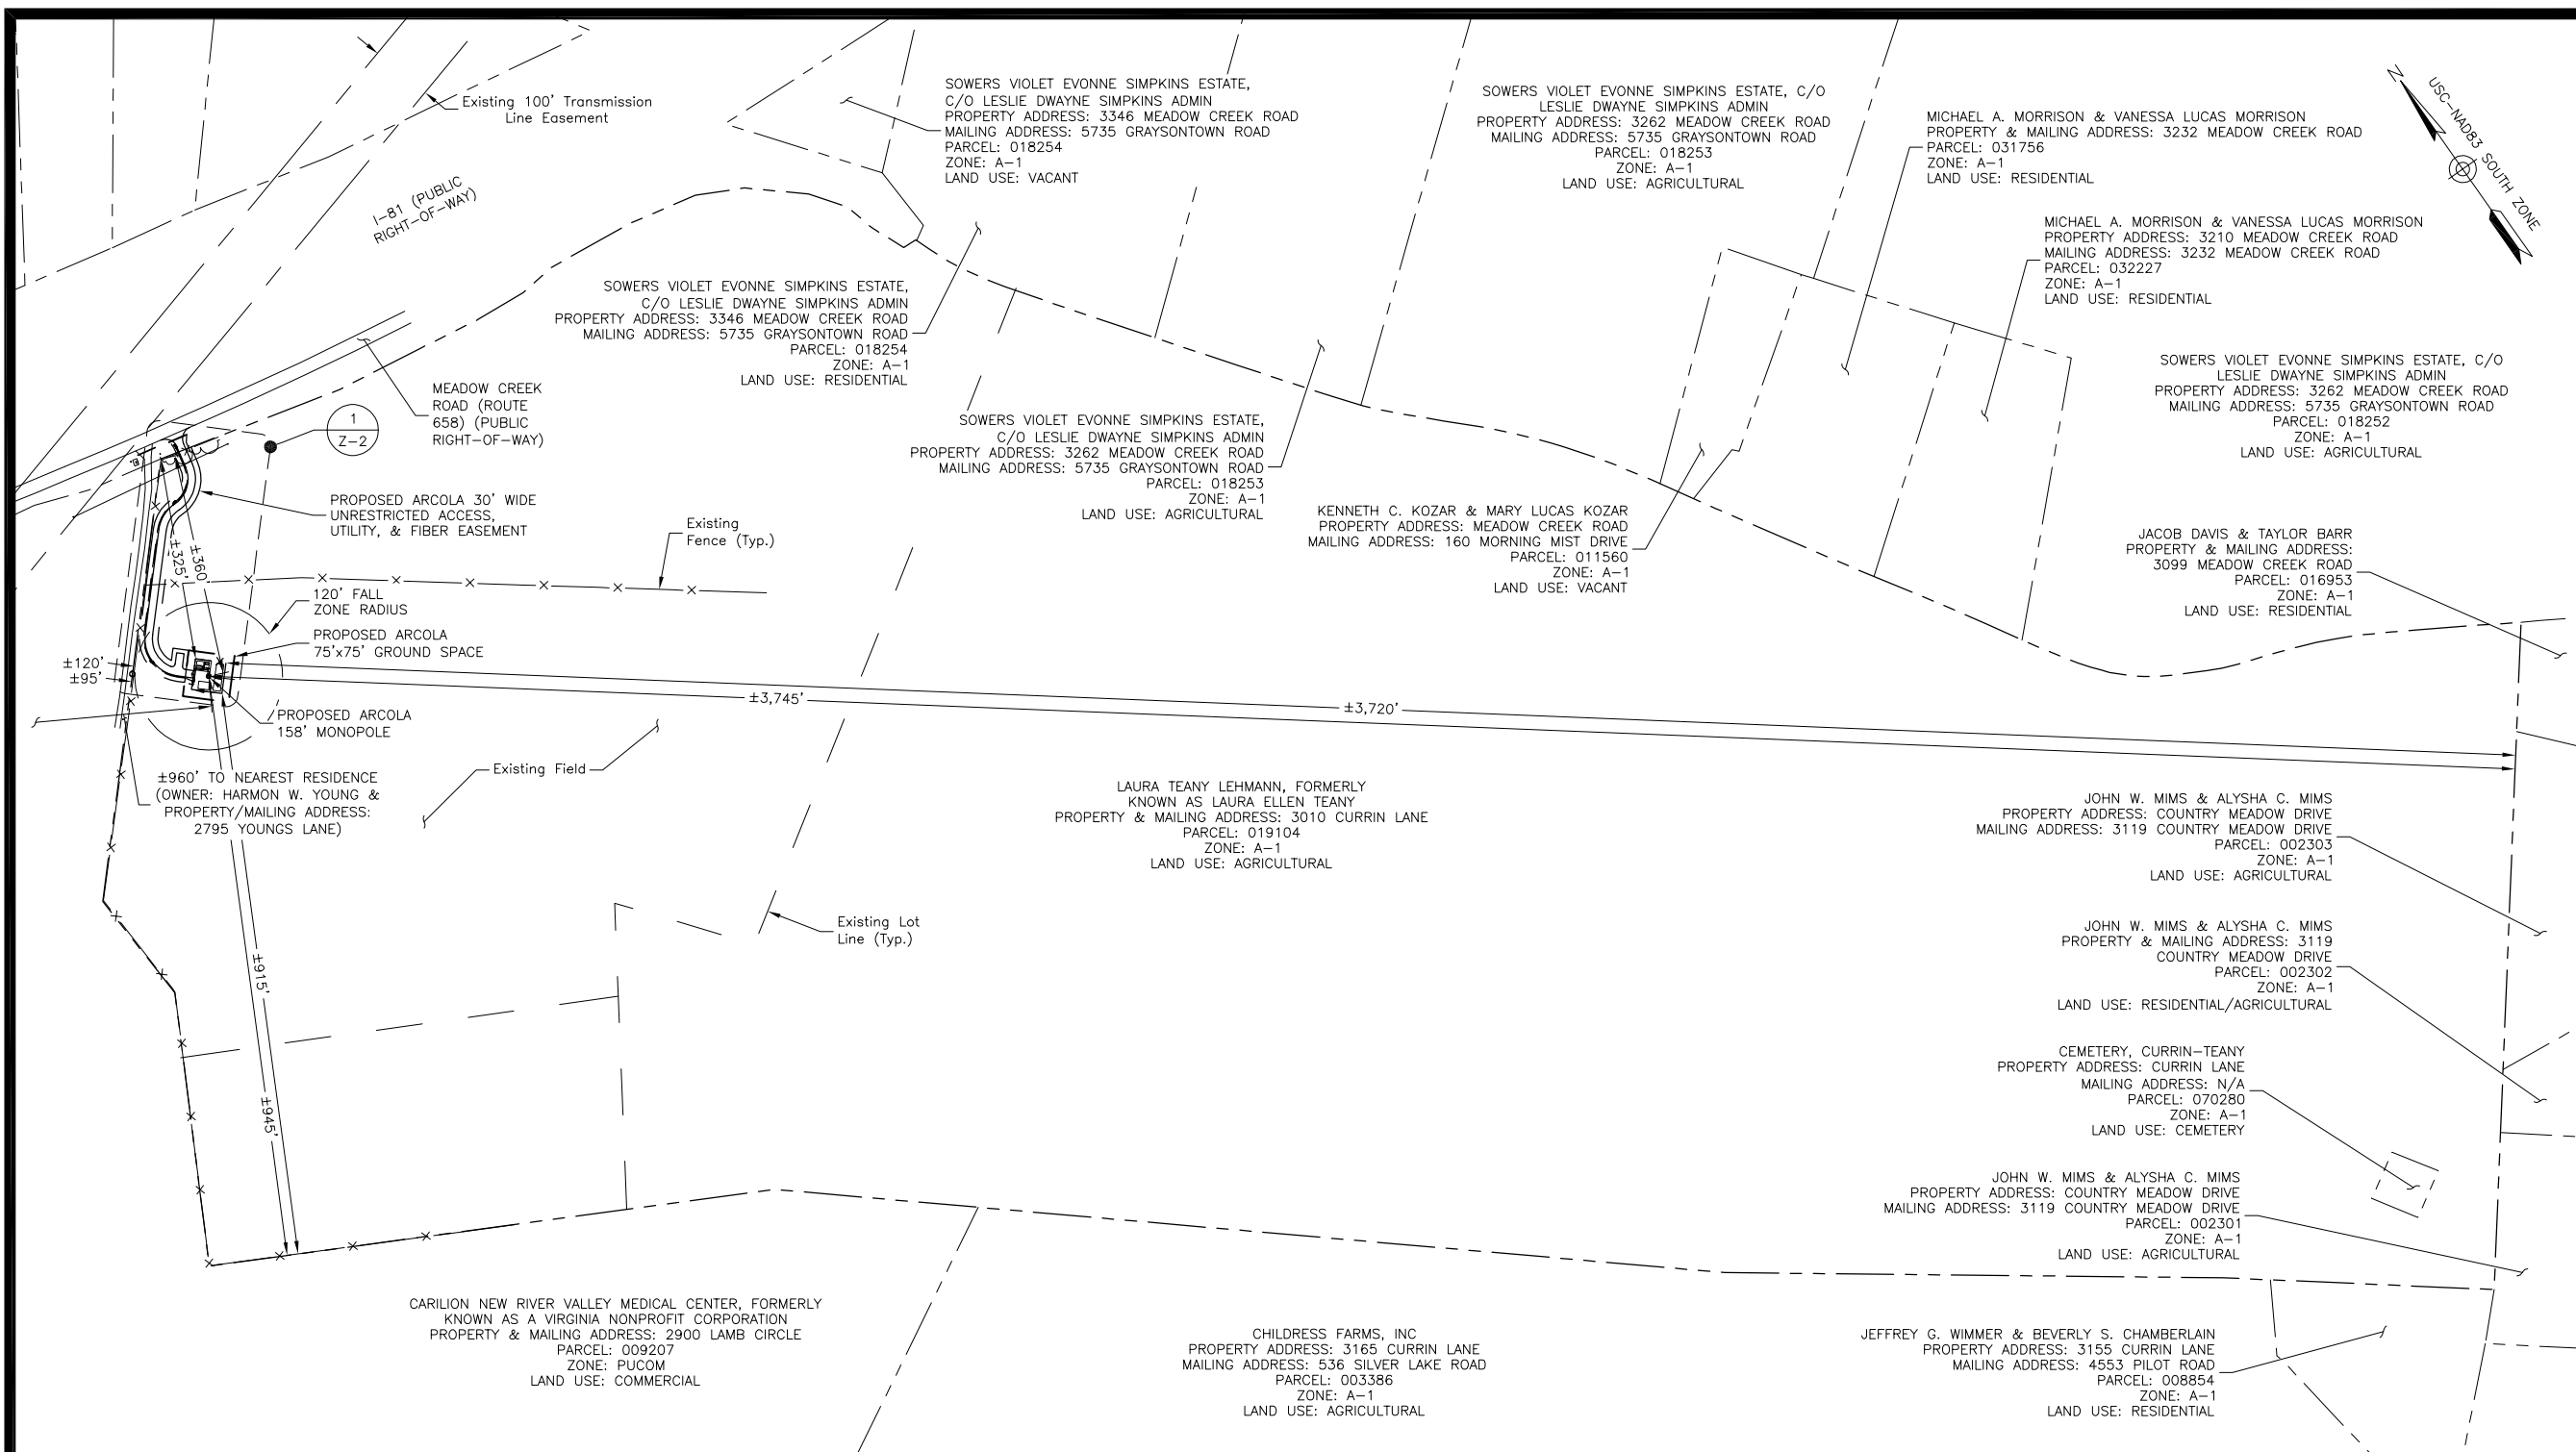 Existing 100' Transmission
Line Easement
I-81 (PUBLIC
RIGHT-OF-WAY)
SOWERS VIOLET EVONNE SIMPKINS ESTATE,
C/O LESLIE DWAYNE SIMPKINS ADMIN
PROPERTY ADDRESS: 3346 MEADOW CREEK ROAD
MAILING ADDRESS: 5735 GRAYSONTOWN ROAD
PARCEL: 018254
ZONE: A-1
LAND USE: VACANT
SOWERS VIOLET EVONNE SIMPKINS ESTATE, C/O
LESLIE DWAYNE SIMPKINS ADMIN
PROPERTY ADDRESS: 3262 MEADOW CREEK ROAD
MAILING ADDRESS: 5735 GRAYSONTOWN ROAD
PARCEL: 018253
ZONE: A-1
LAND USE: AGRICULTURAL
MICHAEL A. MORRISON & VANESSA LUCAS MORRISON
PROPERTY & MAILING ADDRESS: 3232 MEADOW CREEK ROAD
PARCEL: 031756
ZONE: A-1
LAND USE: RESIDENTIAL
N
USC-NAD83 SOUTH ZONE
MICHAEL A. MORRISON & VANESSA LUCAS MORRISON
PROPERTY ADDRESS: 3210 MEADOW CREEK ROAD
MAILING ADDRESS: 3232 MEADOW CREEK ROAD
PARCEL: 032227
ZONE: A-1
LAND USE: RESIDENTIAL
SOWERS VIOLET EVONNE SIMPKINS ESTATE,
C/O LESLIE DWAYNE SIMPKINS ADMIN
PROPERTY ADDRESS: 3346 MEADOW CREEK ROAD
MAILING ADDRESS: 5735 GRAYSONTOWN ROAD
PARCEL: 018254
ZONE: A-1
LAND USE: RESIDENTIAL
SOWERS VIOLET EVONNE SIMPKINS ESTATE, C/O
LESLIE DWAYNE SIMPKINS ADMIN
PROPERTY ADDRESS: 3262 MEADOW CREEK ROAD
MAILING ADDRESS: 5735 GRAYSONTOWN ROAD
PARCEL: 018252
ZONE: A-1
LAND USE: AGRICULTURAL
MEADOW CREEK
ROAD (ROUTE
658) (PUBLIC
RIGHT-OF-WAY)
1
Z-2
SOWERS VIOLET EVONNE SIMPKINS ESTATE,
C/O LESLIE DWAYNE SIMPKINS ADMIN
PROPERTY ADDRESS: 3262 MEADOW CREEK ROAD
MAILING ADDRESS: 5735 GRAYSONTOWN ROAD
PARCEL: 018253
ZONE: A-1
LAND USE: AGRICULTURAL
PROPOSED ARCOLA 30' WIDE
UNRESTRICTED ACCESS,
UTILITY, & FIBER EASEMENT
Existing
Fence (Typ.)
KENNETH C. KOZAR & MARY LUCAS KOZAR
PROPERTY ADDRESS: MEADOW CREEK ROAD
MAILING ADDRESS: 160 MORNING MIST DRIVE
PARCEL: 011560
ZONE: A-1
LAND USE: VACANT
JACOB DAVIS & TAYLOR BARR
PROPERTY & MAILING ADDRESS:
3099 MEADOW CREEK ROAD
PARCEL: 016953
ZONE: A-1
LAND USE: RESIDENTIAL
±325'
±360'
120' FALL
ZONE RADIUS
PROPOSED ARCOLA
75'x75' GROUND SPACE
±120'
±95'
±3,745'
±3,720'
PROPOSED ARCOLA
158' MONOPOLE
±960' TO NEAREST RESIDENCE
(OWNER: HARMON W. YOUNG &
PROPERTY/MAILING ADDRESS:
2795 YOUNGS LANE)
Existing Field
LAURA TEANY LEHMANN, FORMERLY
KNOWN AS LAURA ELLEN TEANY
PROPERTY & MAILING ADDRESS: 3010 CURRIN LANE
PARCEL: 019104
ZONE: A-1
LAND USE: AGRICULTURAL
JOHN W. MIMS & ALYSHA C. MIMS
PROPERTY ADDRESS: COUNTRY MEADOW DRIVE
MAILING ADDRESS: 3119 COUNTRY MEADOW DRIVE
PARCEL: 002303
ZONE: A-1
LAND USE: AGRICULTURAL
Existing Lot
Line (Typ.)
JOHN W. MIMS & ALYSHA C. MIMS
PROPERTY & MAILING ADDRESS: 3119
COUNTRY MEADOW DRIVE
PARCEL: 002302
ZONE: A-1
LAND USE: RESIDENTIAL/AGRICULTURAL
±915'
±945'
CEMETERY, CURRIN-TEANY
PROPERTY ADDRESS: CURRIN LANE
MAILING ADDRESS: N/A
PARCEL: 070280
ZONE: A-1
LAND USE: CEMETERY
JOHN W. MIMS & ALYSHA C. MIMS
PROPERTY ADDRESS: COUNTRY MEADOW DRIVE
MAILING ADDRESS: 3119 COUNTRY MEADOW DRIVE
PARCEL: 002301
ZONE: A-1
LAND USE: AGRICULTURAL
CARILION NEW RIVER VALLEY MEDICAL CENTER, FORMERLY
KNOWN AS A VIRGINIA NONPROFIT CORPORATION
PROPERTY & MAILING ADDRESS: 2900 LAMB CIRCLE
PARCEL: 009207
ZONE: PUCOM
LAND USE: COMMERCIAL
CHILDRESS FARMS, INC
PROPERTY ADDRESS: 3165 CURRIN LANE
MAILING ADDRESS: 536 SILVER LAKE ROAD
PARCEL: 003386
ZONE: A-1
LAND USE: AGRICULTURAL
JEFFREY G. WIMMER & BEVERLY S. CHAMBERLAIN
PROPERTY ADDRESS: 3155 CURRIN LANE
MAILING ADDRESS: 4553 PILOT ROAD
PARCEL: 008854
ZONE: A-1
LAND USE: RESIDENTIAL